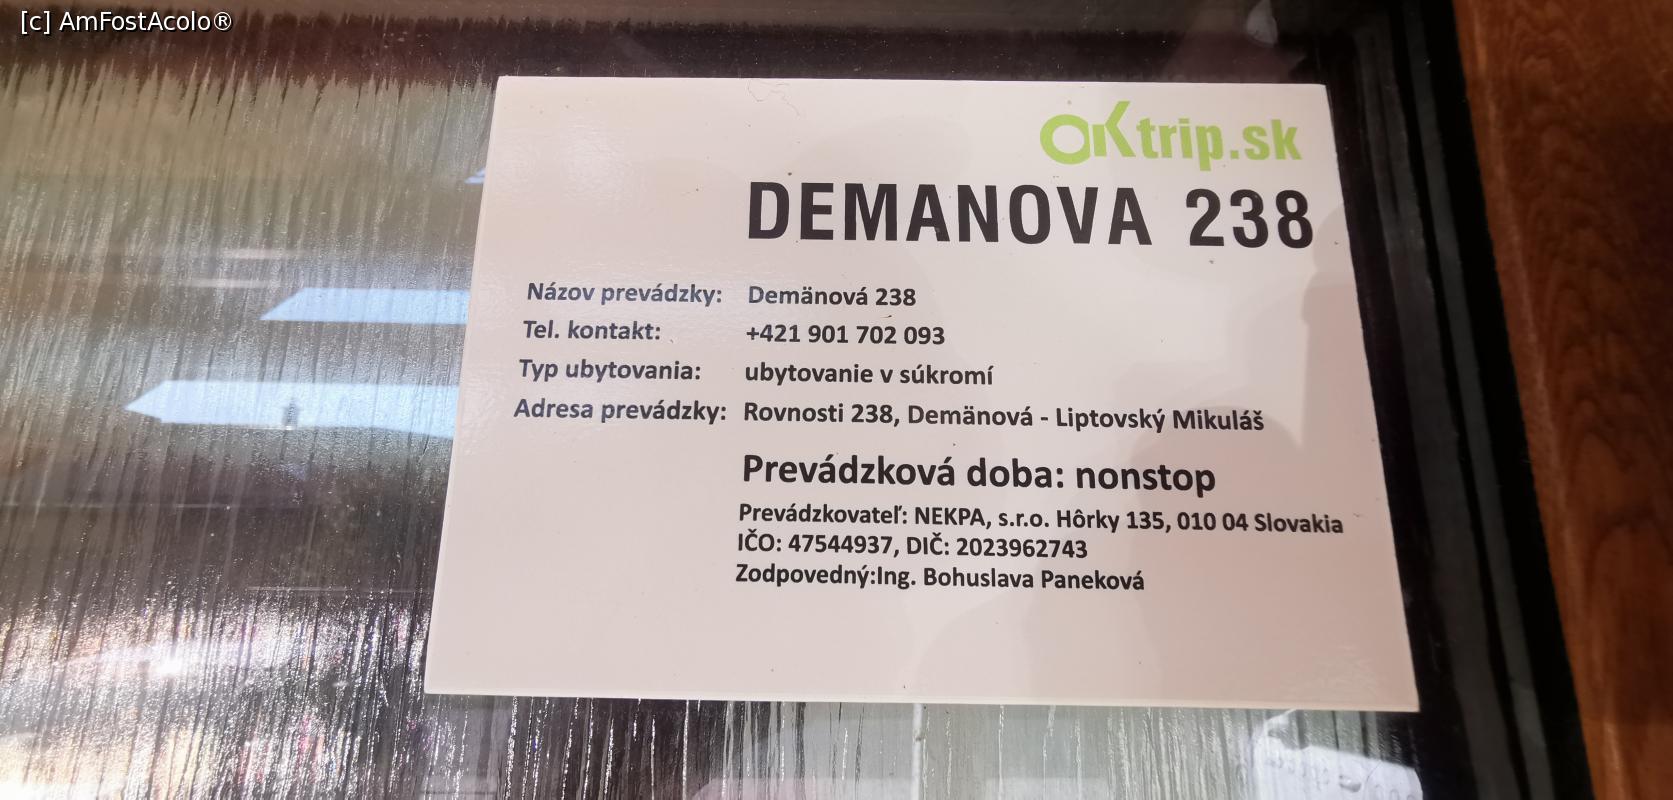 [c] AmFostAcolo®
OKtrip.sk
DEMANOVA 238
Názov prevádzky: Demänová 238
Tel. kontakt: +421 901 702 093
Typ ubytovania: ubytovanie v súkromí
Adresa prevádzky: Rovnosti 238, Demänová - Liptovský Mikuláš
Prevádzková doba: nonstop
Prevádzkovateľ: NEKPA, s.r.o. Hôrky 135, 010 04 Slovakia
IČO: 47544937, DIČ: 2023962743
Zodpovedný:Ing. Bohuslava Paneková